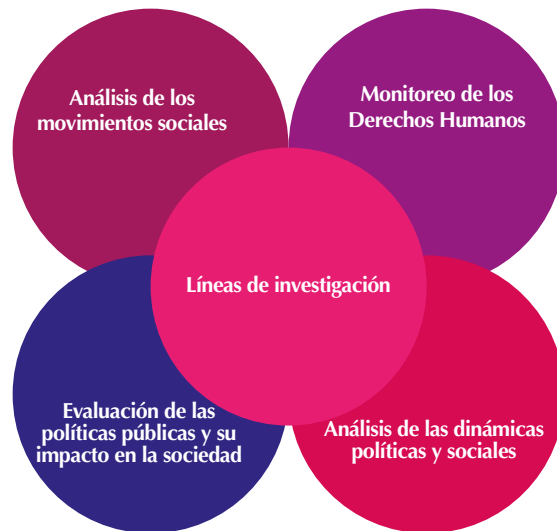 Análisis de los
movimientos sociales
Monitoreo de los
Derechos Humanos
Líneas de investigación
Evaluación de las
políticas públicas y su
impacto en la sociedad
Análisis de las dinámicas
políticas y sociales